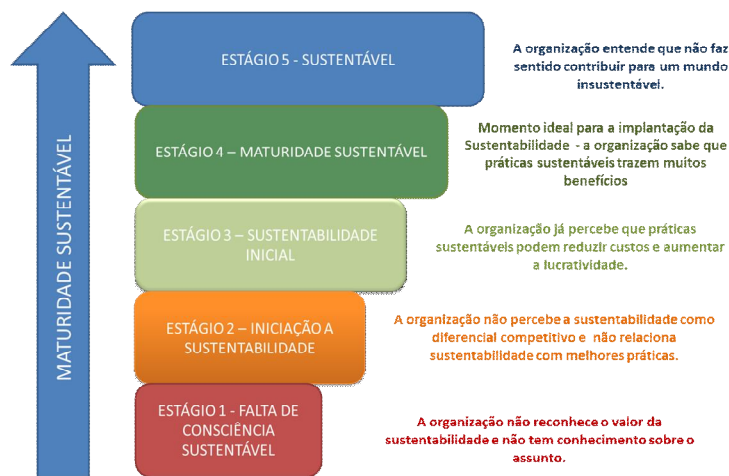 MATURIDADE SUSTENTÁVEL
ESTÁGIO 5 - SUSTENTÁVEL
A organização entende que não faz
sentido contribuir para um mundo
insustentável.
ESTÁGIO 4 – MATURIDADE SUSTENTÁVEL
Momento ideal para a implantação da
Sustentabilidade - a organização sabe que
práticas sustentáveis trazem muitos
benefícios
ESTÁGIO 3 – SUSTENTABILIDADE
INICIAL
A organização já percebe que práticas
sustentáveis podem reduzir custos e aumentar
a lucratividade.
ESTÁGIO 2 – INICIAÇÃO A
SUSTENTABILIDADE
A organização não percebe a sustentabilidade como
diferencial competitivo e não relaciona
sustentabilidade com melhores práticas.
ESTÁGIO 1 - FALTA DE
CONSCIÊNCIA
SUSTENTÁVEL
A organização não reconhece o valor da
sustentabilidade e não tem conhecimento sobre o
assunto.